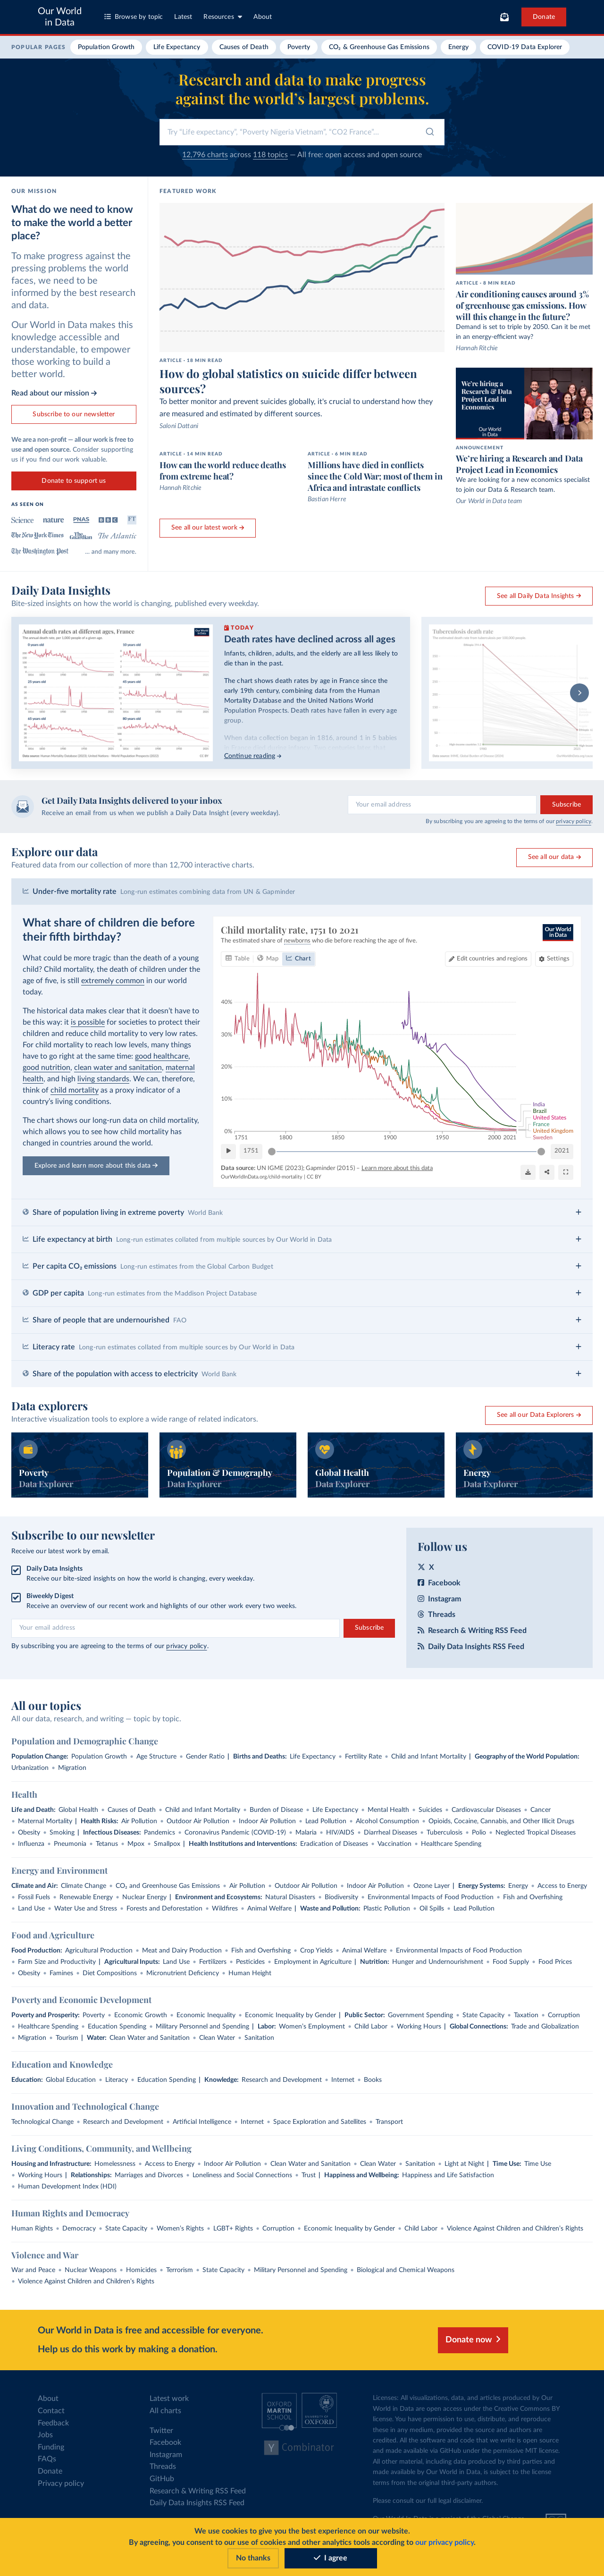 Our World
in Data
Browse by topic
Latest
Resources
About
Donate
POPULAR PAGES
Population Growth
Life Expectancy
Causes of Death
Poverty
CO₂ & Greenhouse Gas Emissions
Energy
COVID-19 Data Explorer
Research and data to make progress
against the world's largest problems.
Try "Life expectancy", "Poverty Nigeria Vietnam", "CO2 France"...
12,796 charts across 118 topics — All free: open access and open source
OUR MISSION
What do we need to know
to make the world a better
place?
To make progress against the
pressing problems the world
faces, we need to be
informed by the best research
and data.
Our World in Data makes this
knowledge accessible and
understandable, to empower
those working to build a
better world.
Read about our mission →
Subscribe to our newsletter
We are a non-profit — all our work is free to
use and open source. Consider supporting
us if you find our work valuable.
Donate to support us
AS SEEN ON
Science
nature
PNAS
BBC
FT
The New York Times
The Guardian
The Atlantic
The Washington Post
... and many more.
FEATURED WORK
ARTICLE - 18 MIN READ
How do global statistics on suicide differ between
sources?
To better monitor and prevent suicides globally, it's crucial to understand how they
are measured and estimated by different sources.
Saloni Dattani
ARTICLE - 14 MIN READ
How can the world reduce deaths
from extreme heat?
Hannah Ritchie
ARTICLE - 6 MIN READ
Millions have died in conflicts
since the Cold War; most of them in
Africa and intrastate conflicts
Bastian Herre
See all our latest work →
ARTICLE - 8 MIN READ
Air conditioning causes around 3%
of greenhouse gas emissions. How
will this change in the future?
Demand is set to triple by 2050. Can it be met
in an energy-efficient way?
Hannah Ritchie
We're hiring a
Research & Data
Project Lead in
Economics
Our World
in Data
ANNOUNCEMENT
We're hiring a Research and Data
Project Lead in Economics
We are looking for a new economics specialist
to join our Data & Research team.
Our World in Data team
Daily Data Insights
Bite-sized insights on how the world is changing, published every weekday.
See all Daily Data Insights →
Annual death rates at different ages, France
TODAY
Death rates have declined across all ages
Infants, children, adults, and the elderly are all less likely to
die than in the past.
The chart shows death rates by age in France since the
early 19th century, combining data from the Human
Mortality Database and the United Nations World
Population Prospects. Death rates have fallen in every age
group.
When data collection began in 1816, around 1 in 5 babies
Continue reading →
Tuberculosis death rate
Get Daily Data Insights delivered to your inbox
Receive an email from us when we publish a Daily Data Insight (every weekday).
Your email address
Subscribe
By subscribing you are agreeing to the terms of our privacy policy.
Explore our data
Featured data from our collection of more than 12,700 interactive charts.
See all our data →
Under-five mortality rate Long-run estimates combining data from UN & Gapminder
What share of children die before
their fifth birthday?
What could be more tragic than the death of a young
child? Child mortality, the death of children under the
age of five, is still extremely common in our world
today.
The historical data makes clear that it doesn't have to
be this way: it is possible for societies to protect their
children and reduce child mortality to very low rates.
For child mortality to reach low levels, many things
have to go right at the same time: good healthcare,
good nutrition, clean water and sanitation, maternal
health, and high living standards. We can, therefore,
think of child mortality as a proxy indicator of a
country's living conditions.
The chart shows our long-run data on child mortality,
which allows you to see how child mortality has
changed in countries around the world.
Explore and learn more about this data →
Child mortality rate, 1751 to 2021
The estimated share of newborns who die before reaching the age of five.
Our World
in Data
Table
Map
Chart
Edit countries and regions
Settings
40%
30%
20%
10%
0%
1751
1800
1850
1900
1950
2000 2021
India
Brazil
United States
France
United Kingdom
Sweden
1751
2021
Data source: UN IGME (2023); Gapminder (2015) – Learn more about this data
OurWorldInData.org/child-mortality | CC BY
Share of population living in extreme poverty World Bank +
Life expectancy at birth Long-run estimates collated from multiple sources by Our World in Data +
Per capita CO₂ emissions Long-run estimates from the Global Carbon Budget +
GDP per capita Long-run estimates from the Maddison Project Database +
Share of people that are undernourished FAO +
Literacy rate Long-run estimates collated from multiple sources by Our World in Data +
Share of the population with access to electricity World Bank +
Data explorers
Interactive visualization tools to explore a wide range of related indicators.
See all our Data Explorers →
Poverty
Data Explorer
Population & Demography
Data Explorer
Global Health
Data Explorer
Energy
Data Explorer
Subscribe to our newsletter
Receive our latest work by email.
Daily Data Insights
Receive our bite-sized insights on how the world is changing, every weekday.
Biweekly Digest
Receive an overview of our recent work and highlights of our other work every two weeks.
Your email address
Subscribe
By subscribing you are agreeing to the terms of our privacy policy.
Follow us
X
Facebook
Instagram
Threads
Research & Writing RSS Feed
Daily Data Insights RSS Feed
All our topics
All our data, research, and writing — topic by topic.
Population and Demographic Change
Population Change: Population Growth • Age Structure • Gender Ratio | Births and Deaths: Life Expectancy • Fertility Rate • Child and Infant Mortality | Geography of the World Population:
Urbanization • Migration
Health
Life and Death: Global Health • Causes of Death • Child and Infant Mortality • Burden of Disease • Life Expectancy • Mental Health • Suicides • Cardiovascular Diseases • Cancer
• Maternal Mortality | Health Risks: Air Pollution • Outdoor Air Pollution • Indoor Air Pollution • Lead Pollution • Alcohol Consumption • Opioids, Cocaine, Cannabis, and Other Illicit Drugs
• Obesity • Smoking | Infectious Diseases: Pandemics • Coronavirus Pandemic (COVID-19) • Malaria • HIV/AIDS • Diarrheal Diseases • Tuberculosis • Polio • Neglected Tropical Diseases
• Influenza • Pneumonia • Tetanus • Mpox • Smallpox | Health Institutions and Interventions: Eradication of Diseases • Vaccination • Healthcare Spending
Energy and Environment
Climate and Air: Climate Change • CO₂ and Greenhouse Gas Emissions • Air Pollution • Outdoor Air Pollution • Indoor Air Pollution • Ozone Layer | Energy Systems: Energy • Access to Energy
• Fossil Fuels • Renewable Energy • Nuclear Energy | Environment and Ecosystems: Natural Disasters • Biodiversity • Environmental Impacts of Food Production • Fish and Overfishing
• Land Use • Water Use and Stress • Forests and Deforestation • Wildfires • Animal Welfare | Waste and Pollution: Plastic Pollution • Oil Spills • Lead Pollution
Food and Agriculture
Food Production: Agricultural Production • Meat and Dairy Production • Fish and Overfishing • Crop Yields • Animal Welfare • Environmental Impacts of Food Production
• Farm Size and Productivity | Agricultural Inputs: Land Use • Fertilizers • Pesticides • Employment in Agriculture | Nutrition: Hunger and Undernourishment • Food Supply • Food Prices
• Obesity • Famines • Diet Compositions • Micronutrient Deficiency • Human Height
Poverty and Economic Development
Poverty and Prosperity: Poverty • Economic Growth • Economic Inequality • Economic Inequality by Gender | Public Sector: Government Spending • State Capacity • Taxation • Corruption
• Healthcare Spending • Education Spending • Military Personnel and Spending | Labor: Women's Employment • Child Labor • Working Hours | Global Connections: Trade and Globalization
• Migration • Tourism | Water: Clean Water and Sanitation • Clean Water • Sanitation
Education and Knowledge
Education: Global Education • Literacy • Education Spending | Knowledge: Research and Development • Internet • Books
Innovation and Technological Change
Technological Change • Research and Development • Artificial Intelligence • Internet • Space Exploration and Satellites • Transport
Living Conditions, Community, and Wellbeing
Housing and Infrastructure: Homelessness • Access to Energy • Indoor Air Pollution • Clean Water and Sanitation • Clean Water • Sanitation • Light at Night | Time Use: Time Use
• Working Hours | Relationships: Marriages and Divorces • Loneliness and Social Connections • Trust | Happiness and Wellbeing: Happiness and Life Satisfaction
• Human Development Index (HDI)
Human Rights and Democracy
Human Rights • Democracy • State Capacity • Women's Rights • LGBT+ Rights • Corruption • Economic Inequality by Gender • Child Labor • Violence Against Children and Children's Rights
Violence and War
War and Peace • Nuclear Weapons • Homicides • Terrorism • State Capacity • Military Personnel and Spending • Biological and Chemical Weapons
• Violence Against Children and Children's Rights
Our World in Data is free and accessible for everyone.
Help us do this work by making a donation.
Donate now
About
Contact
Feedback
Jobs
Funding
FAQs
Donate
Privacy policy
Latest work
All charts
Twitter
Facebook
Instagram
Threads
GitHub
Research & Writing RSS Feed
Daily Data Insights RSS Feed
OXFORD
MARTIN
SCHOOL
UNIVERSITY OF
OXFORD
Y Combinator
Licenses: All visualizations, data, and articles produced by Our
World in Data are open access under the Creative Commons BY
license. You have permission to use, distribute, and reproduce
these in any medium, provided the source and authors are
credited. All the software and code that we write is open source
and made available via GitHub under the permissive MIT license.
All other material, including data produced by third parties and
made available by Our World in Data, is subject to the license
terms from the original third-party authors.
Please consult our full legal disclaimer.
We use cookies to give you the best experience on our website.
By agreeing, you consent to our use of cookies and other analytics tools according to our privacy policy.
No thanks
I agree